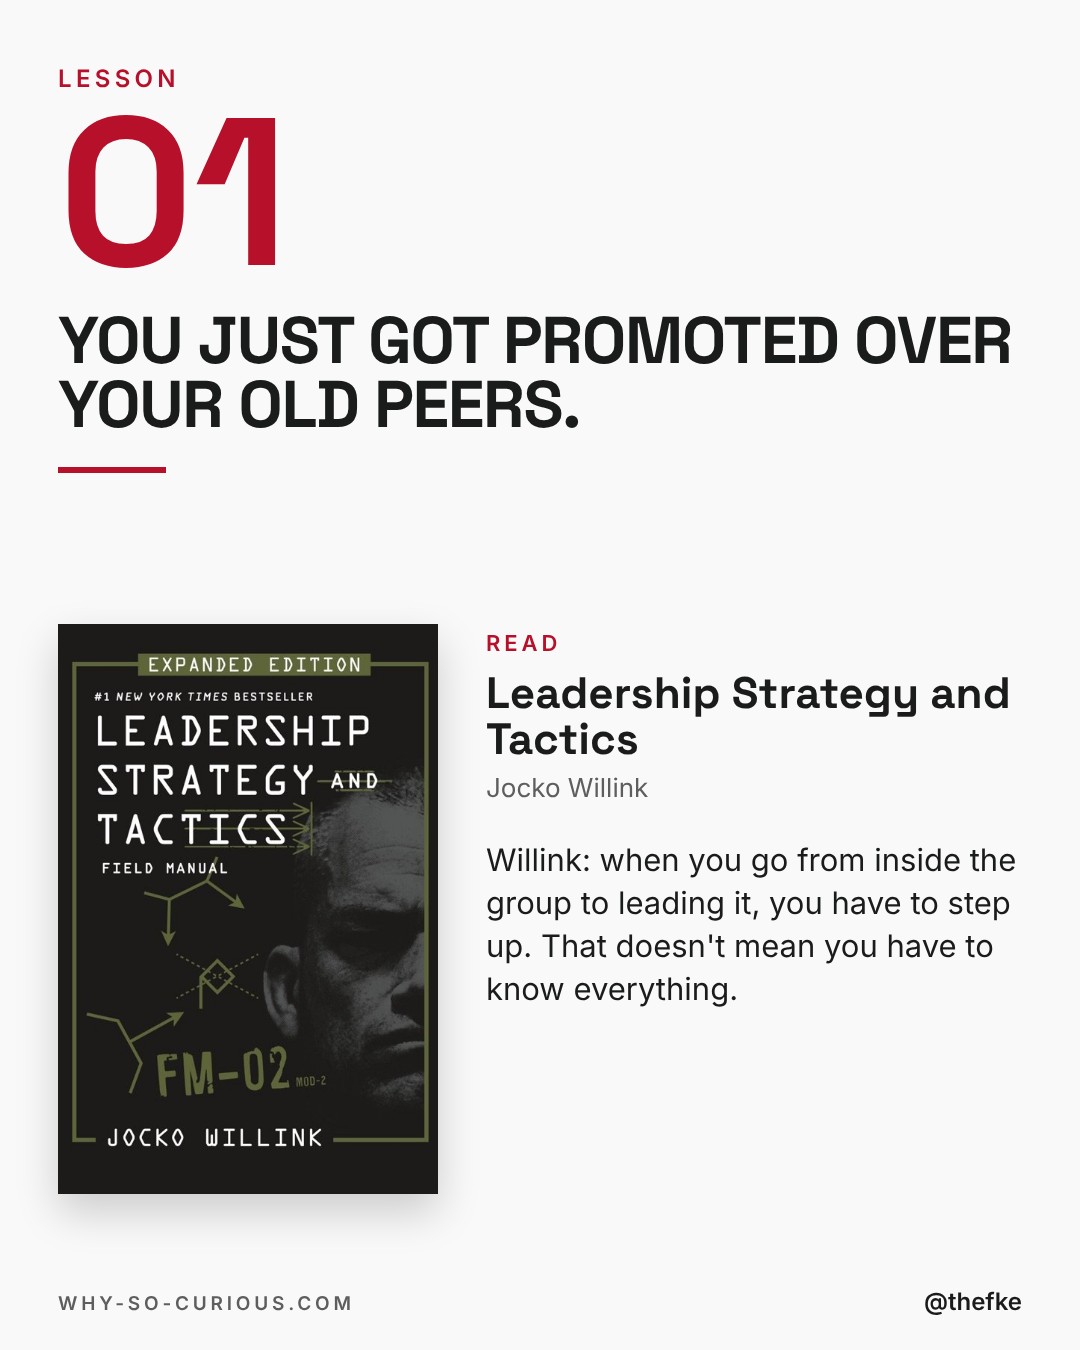 LESSON
01
YOU JUST GOT PROMOTED OVER
YOUR OLD PEERS.
EXPANDED EDITION
#1 NEW YORK TIMES BESTSELLER
LEADERSHIP
STRATEGY AND
TACTICS
FIELD MANUAL
FM-02 MOD-2
JOCKO WILLINK
READ
Leadership Strategy and
Tactics
Jocko Willink
Willink: when you go from inside the
group to leading it, you have to step
up. That doesn't mean you have to
know everything.
WHY-SO-CURIOUS.COM
@thefke